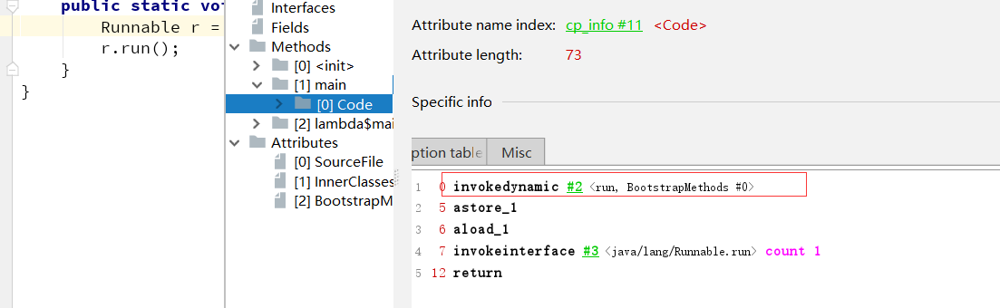 public static vo
Runnable r =
r.run();
}
}
Interfaces
Fields
Methods
[0] <init>
[1] main
[0] Code
[2] lambda$mai
Attributes
[0] SourceFile
[1] InnerClasses
[2] BootstrapM
Attribute name index: cp_info #11 <Code>
Attribute length: 73
Specific info
ption table Misc
1 0 invokedynamic #2 <run, BootstrapMethods #0>
2 5 astore_1
3 6 aload_1
4 7 invokeinterface #3 <java/lang/Runnable.run> count 1
5 12 return